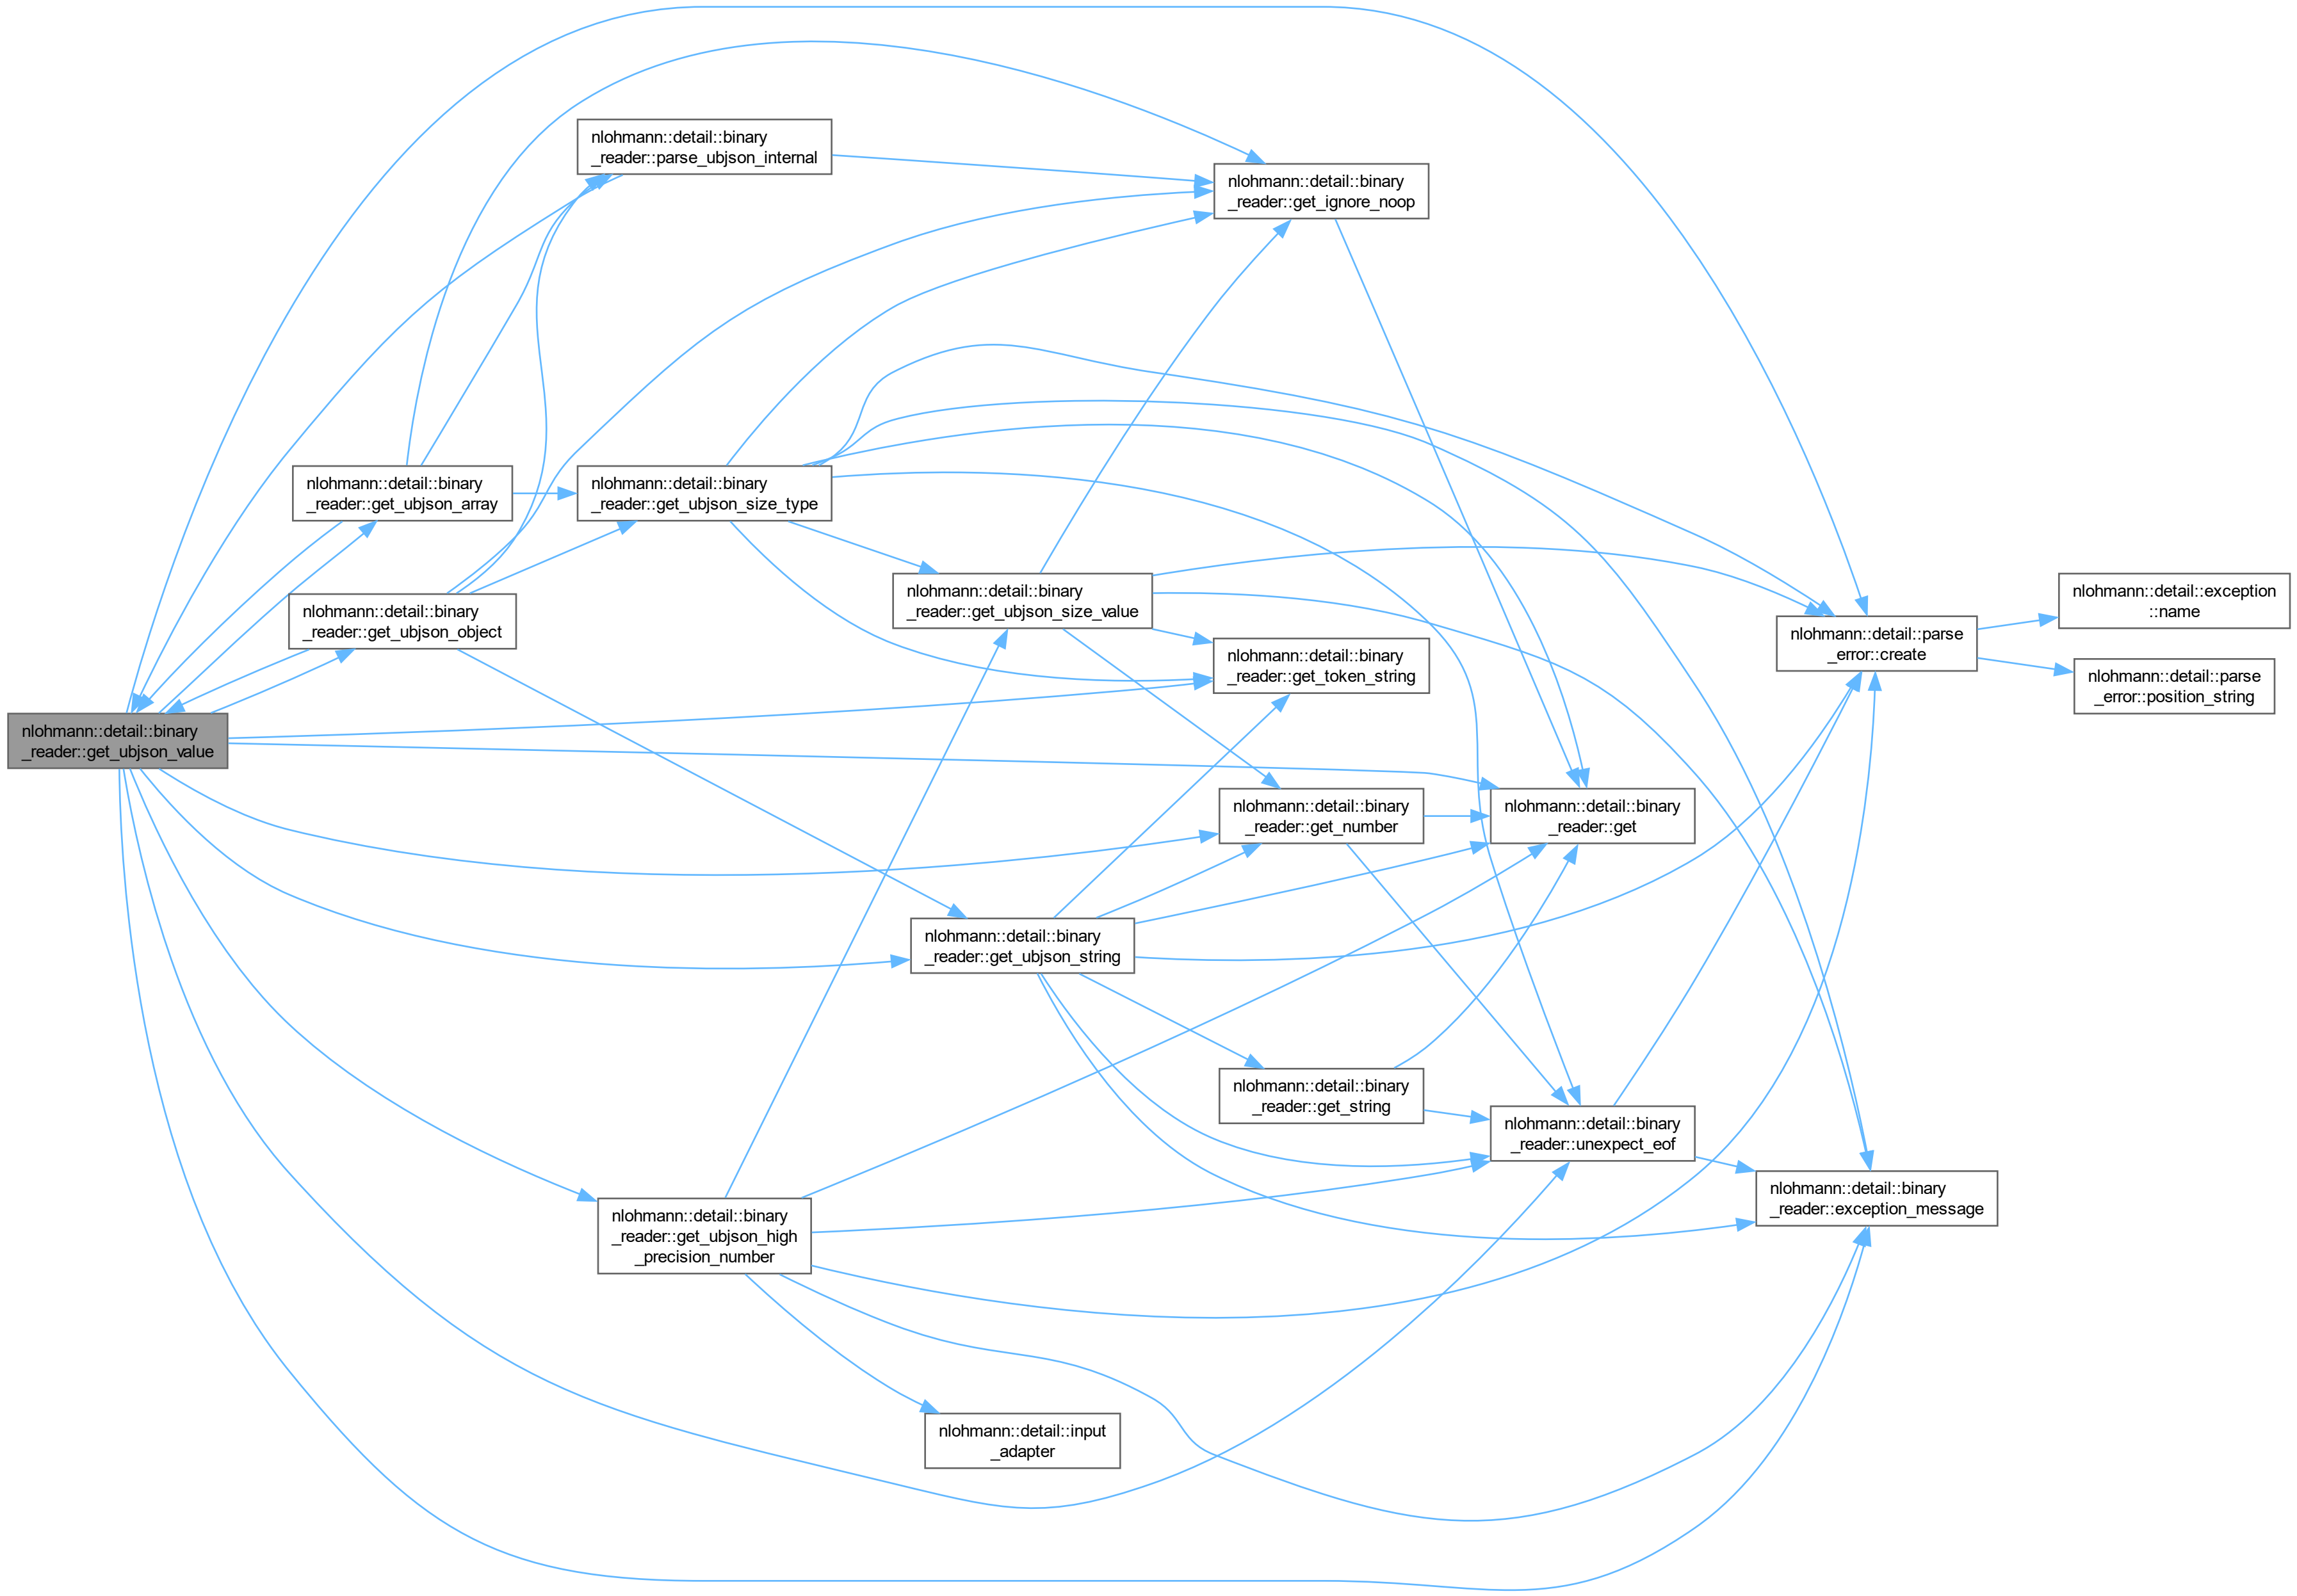 nlohmann::detail::binary
_reader::get_ubjson_value
nlohmann::detail::binary
_reader::get_ubjson_array
nlohmann::detail::binary
_reader::get_ubjson_object
nlohmann::detail::binary
_reader::parse_ubjson_internal
nlohmann::detail::binary
_reader::get_ubjson_size_type
nlohmann::detail::binary
_reader::get_ubjson_high
_precision_number
nlohmann::detail::binary
_reader::get_ubjson_size_value
nlohmann::detail::binary
_reader::get_ubjson_string
nlohmann::detail::input
_adapter
nlohmann::detail::binary
_reader::get_ignore_noop
nlohmann::detail::binary
_reader::get_token_string
nlohmann::detail::binary
_reader::get_number
nlohmann::detail::binary
_reader::get_string
nlohmann::detail::binary
_reader::get
nlohmann::detail::binary
_reader::unexpect_eof
nlohmann::detail::parse
_error::create
nlohmann::detail::binary
_reader::exception_message
nlohmann::detail::exception
::name
nlohmann::detail::parse
_error::position_string